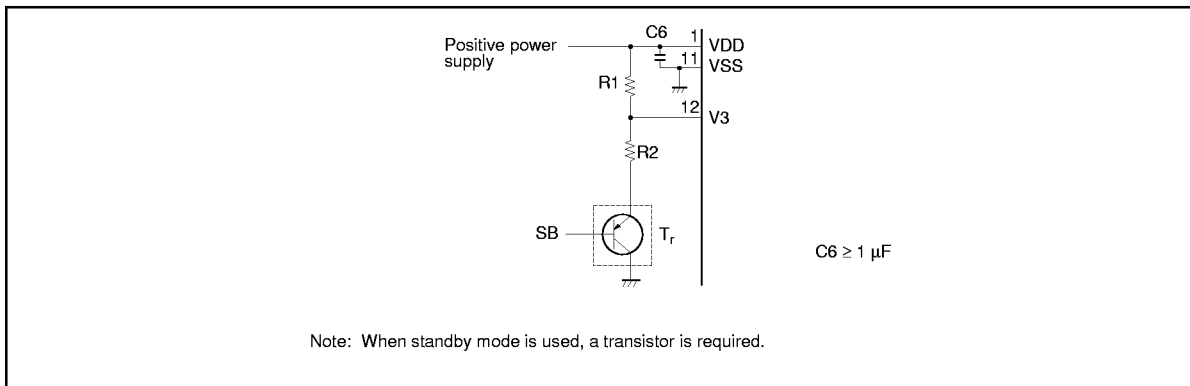 Positive power
supply
C6
1
VDD
11
VSS
R1
12
V3
R2
SB
Tr
C6 ≥ 1 µF
Note: When standby mode is used, a transistor is required.